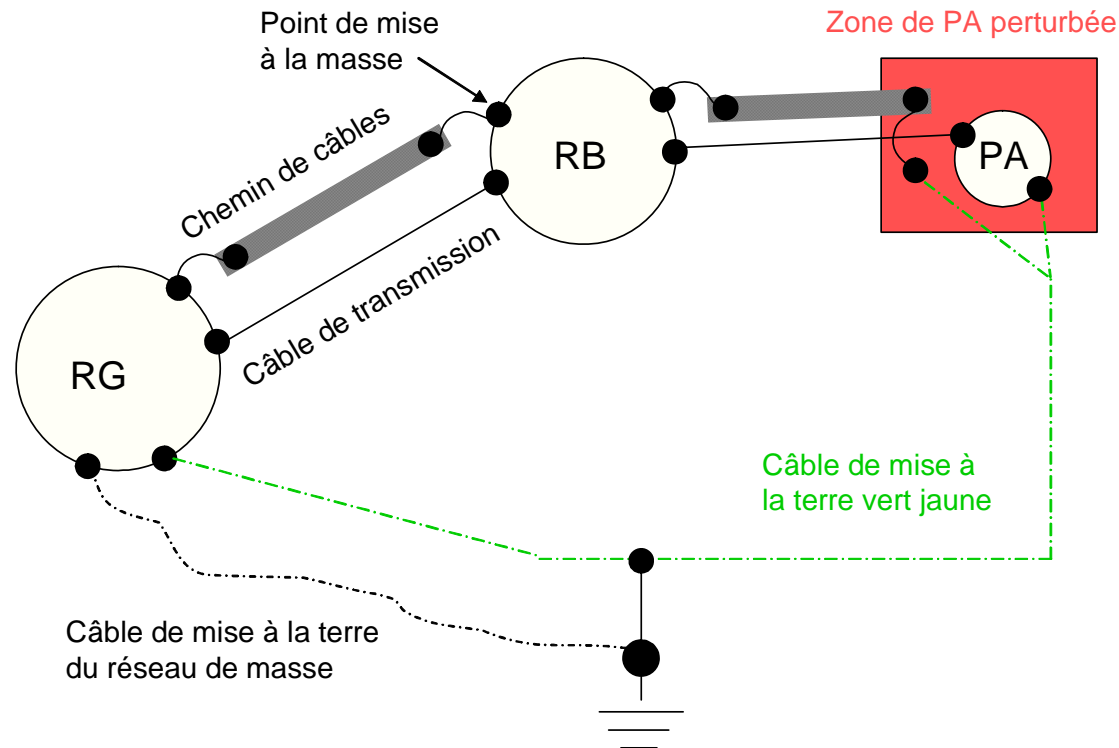 Point de mise
à la masse
Zone de PA perturbée
RB
PA
Chemin de câbles
Câble de transmission
RG
Câble de mise à
la terre vert jaune
Câble de mise à la terre
du réseau de masse